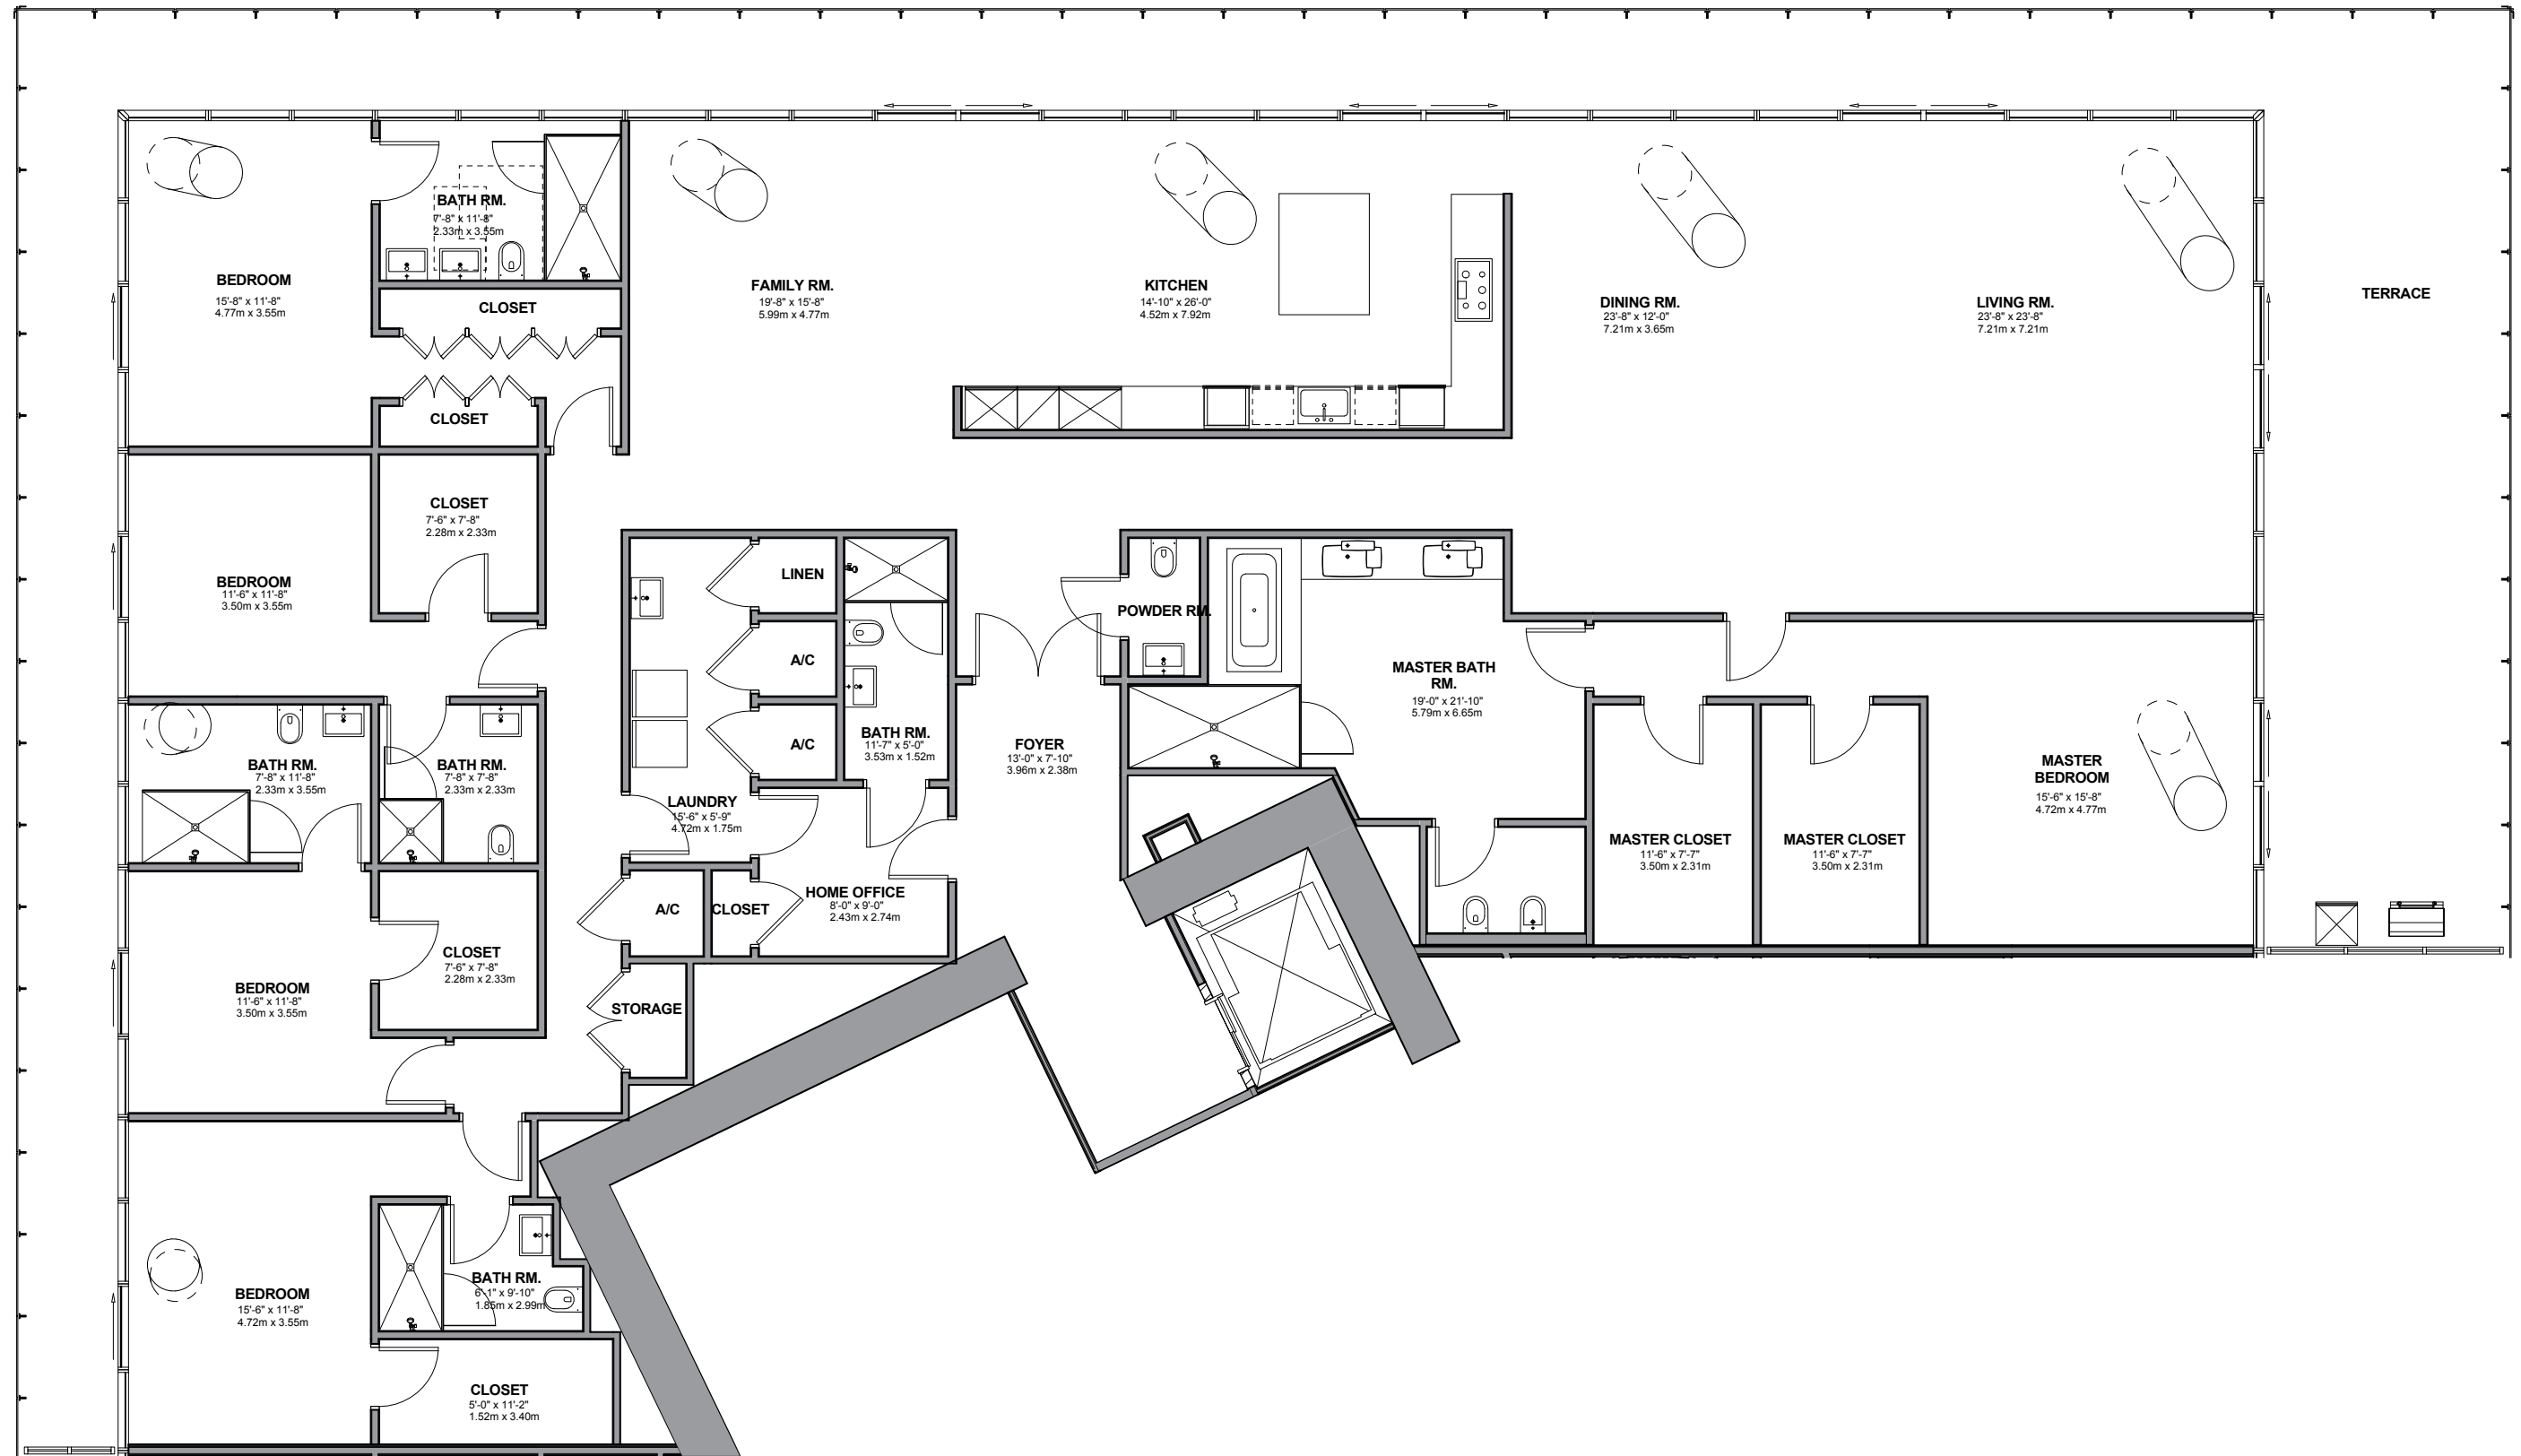 BATH RM.
7'-8" x 11'-8"
2.33m x 3.55m
BEDROOM
15'-8" x 11'-8"
4.77m x 3.55m
CLOSET
CLOSET
FAMILY RM.
19'-8" x 15'-8"
5.99m x 4.77m
KITCHEN
14'-10" x 26'-0"
4.52m x 7.92m
DINING RM.
23'-8" x 12'-0"
7.21m x 3.65m
LIVING RM.
23'-8" x 23'-8"
7.21m x 7.21m
TERRACE
CLOSET
7'-6" x 7'-8"
2.28m x 2.33m
BEDROOM
11'-6" x 11'-8"
3.50m x 3.55m
LINEN
A/C
A/C
POWDER RM.
MASTER BATH
RM.
19'-0" x 21'-10"
5.79m x 6.65m
BATH RM.
7'-8" x 11'-8"
2.33m x 3.55m
BATH RM.
7'-8" x 7'-8"
2.33m x 2.33m
LAUNDRY
15'-6" x 5'-9"
4.72m x 1.75m
BATH RM.
11'-7" x 5'-0"
3.53m x 1.52m
FOYER
13'-0" x 7'-10"
3.96m x 2.38m
MASTER
BEDROOM
15'-6" x 15'-8"
4.72m x 4.77m
MASTER CLOSET
11'-6" x 7'-7"
3.50m x 2.31m
MASTER CLOSET
11'-6" x 7'-7"
3.50m x 2.31m
A/C
CLOSET
HOME OFFICE
8'-0" x 9'-0"
2.43m x 2.74m
CLOSET
7'-6" x 7'-8"
2.28m x 2.33m
BEDROOM
11'-6" x 11'-8"
3.50m x 3.55m
STORAGE
BEDROOM
15'-6" x 11'-8"
4.72m x 3.55m
BATH RM.
6'-1" x 9'-10"
1.85m x 2.99m
CLOSET
5'-0" x 11'-2"
1.52m x 3.40m